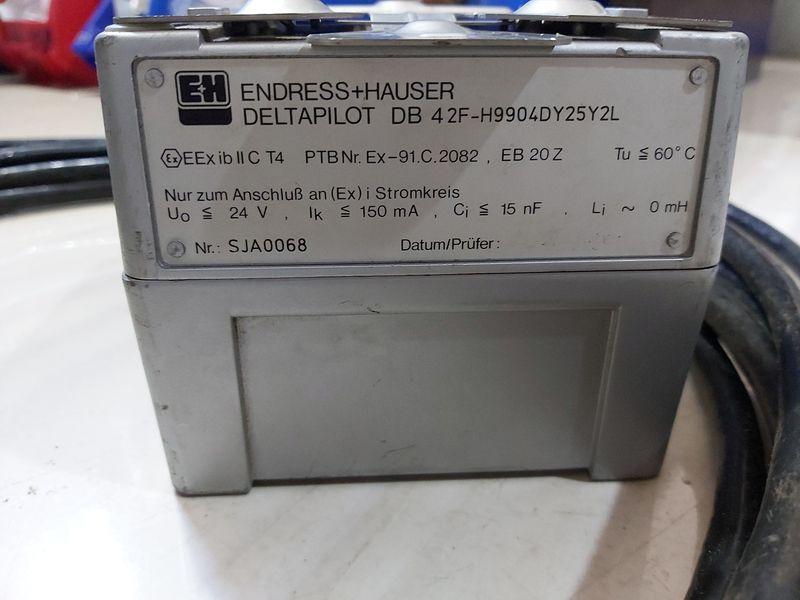 E+H ENDRESS+HAUSER
DELTAPILOT DB 42F-H9904DY25Y2L
Ex EEx ib II C T4 PTB Nr. Ex-91.C.2082 , EB 20 Z Tu ≦ 60° C
Nur zum Anschluß an (Ex) i Stromkreis
Uo ≦ 24 V , Ik ≦ 150 mA , Ci ≦ 15 nF , Li ~ 0 mH
Nr.: SJA0068 Datum/Prüfer: